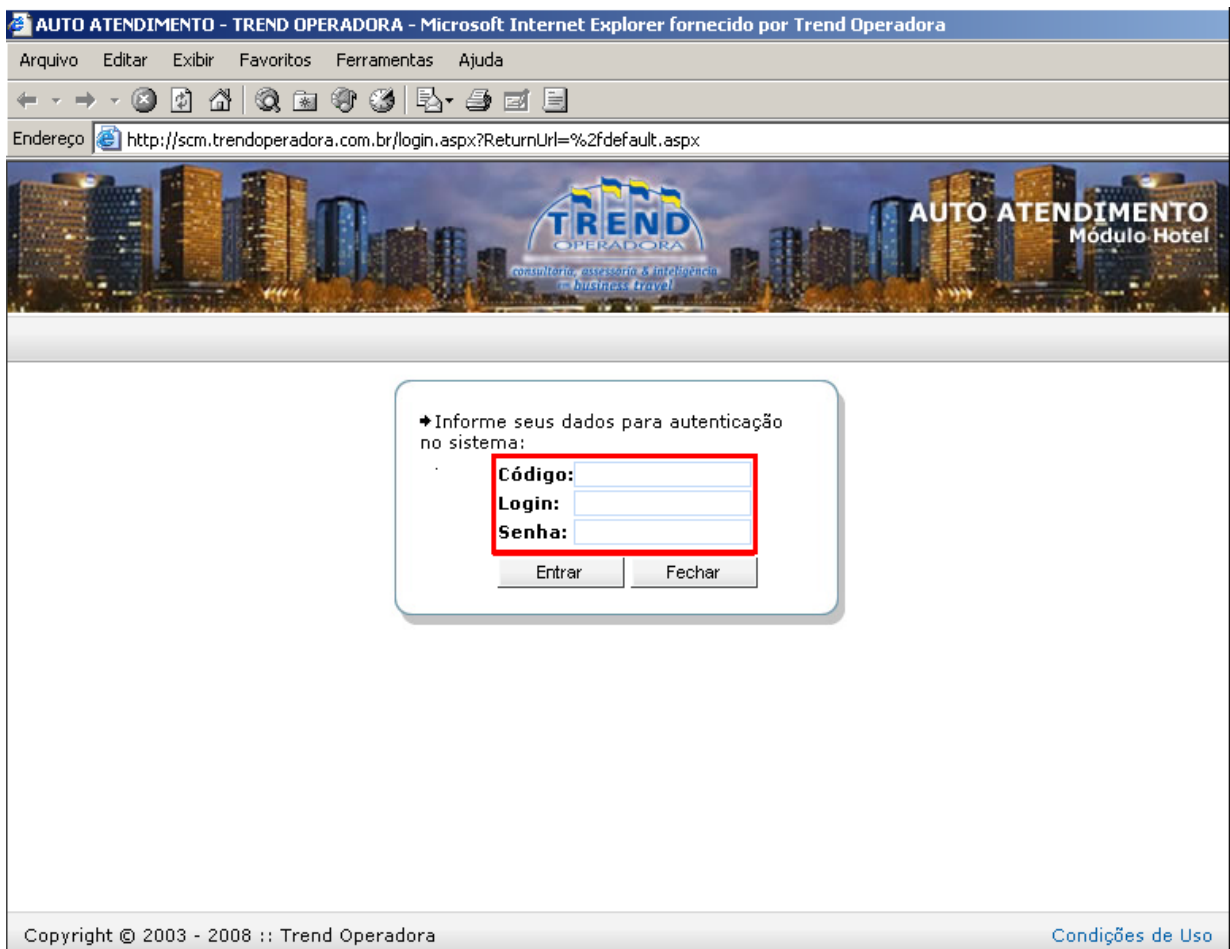 AUTO ATENDIMENTO - TREND OPERADORA - Microsoft Internet Explorer fornecido por Trend Operadora
Arquivo Editar Exibir Favoritos Ferramentas Ajuda
Endereço http://scm.trendoperadora.com.br/login.aspx?ReturnUrl=%2fdefault.aspx
TREND
OPERADORA
consultoria, assessoria & inteligência
em business travel
AUTO ATENDIMENTO
Módulo Hotel
Informe seus dados para autenticação
no sistema:
Código:
Login:
Senha:
Entrar Fechar
Copyright © 2003 - 2008 :: Trend Operadora Condições de Uso